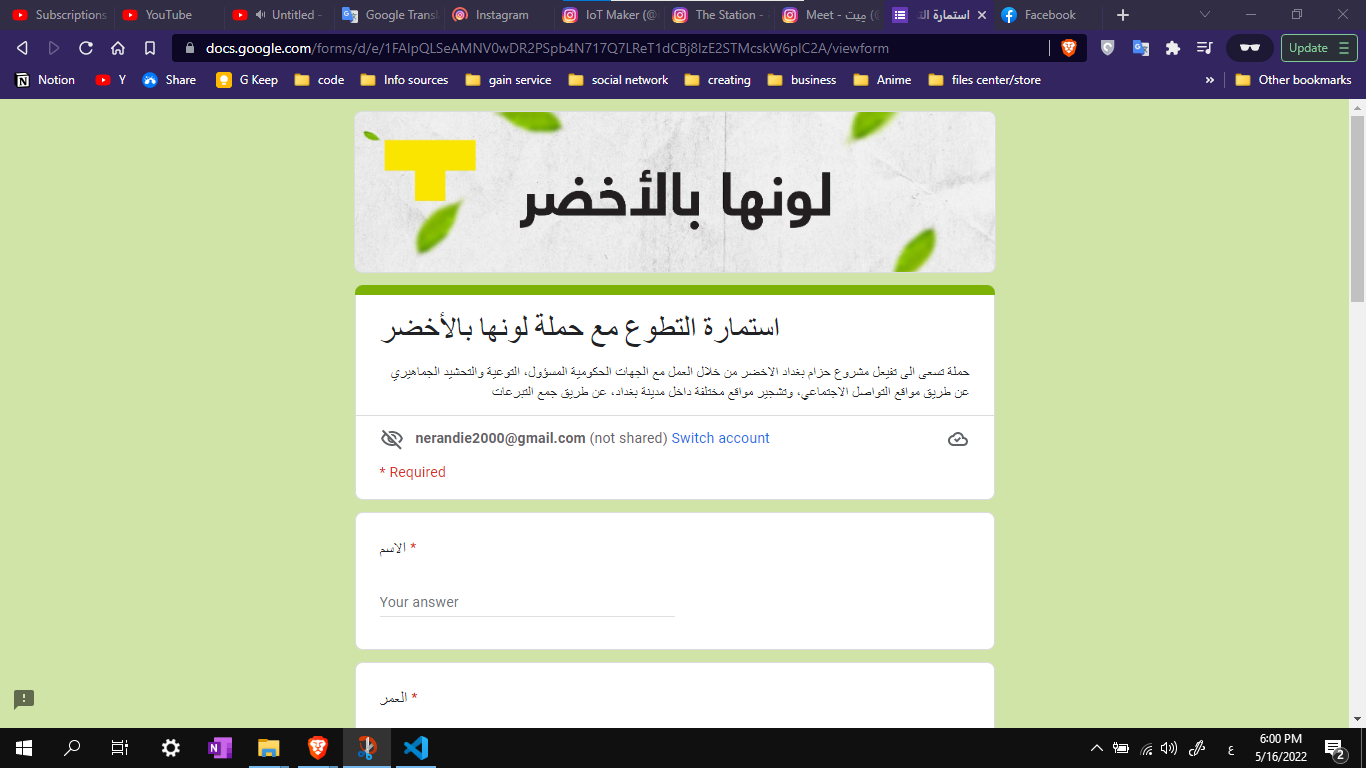 Subscriptions
YouTube
Untitled -
Google Trans
Instagram
IoT Maker (@
The Station -
Meet - مِيت (@
استمارة الت
Facebook
docs.google.com/forms/d/e/1FAIpQLSeAMNV0wDR2PSpb4N717Q7LReT1dCBj8IzE2STMcskW6plC2A/viewform
Update
Notion
Y
Share
G Keep
code
Info sources
gain service
social network
creating
business
Anime
files center/store
»
Other bookmarks
لونها بالأخضر
استمارة التطوع مع حملة لونها بالأخضر
حملة تسعى الى تفيعل مشروع حزام بغداد الاخضر من خلال العمل مع الجهات الحكومية المسؤول، التوعية والتحشيد الجماهيري
عن طريق مواقع التواصل الاجتماعي، وتشجير مواقع مختلفة داخل مدينة بغداد، عن طريق جمع التبرعات
nerandie2000@gmail.com (not shared) Switch account
* Required
الاسم *
Your answer
العمر *
ع
6:00 PM
5/16/2022
2